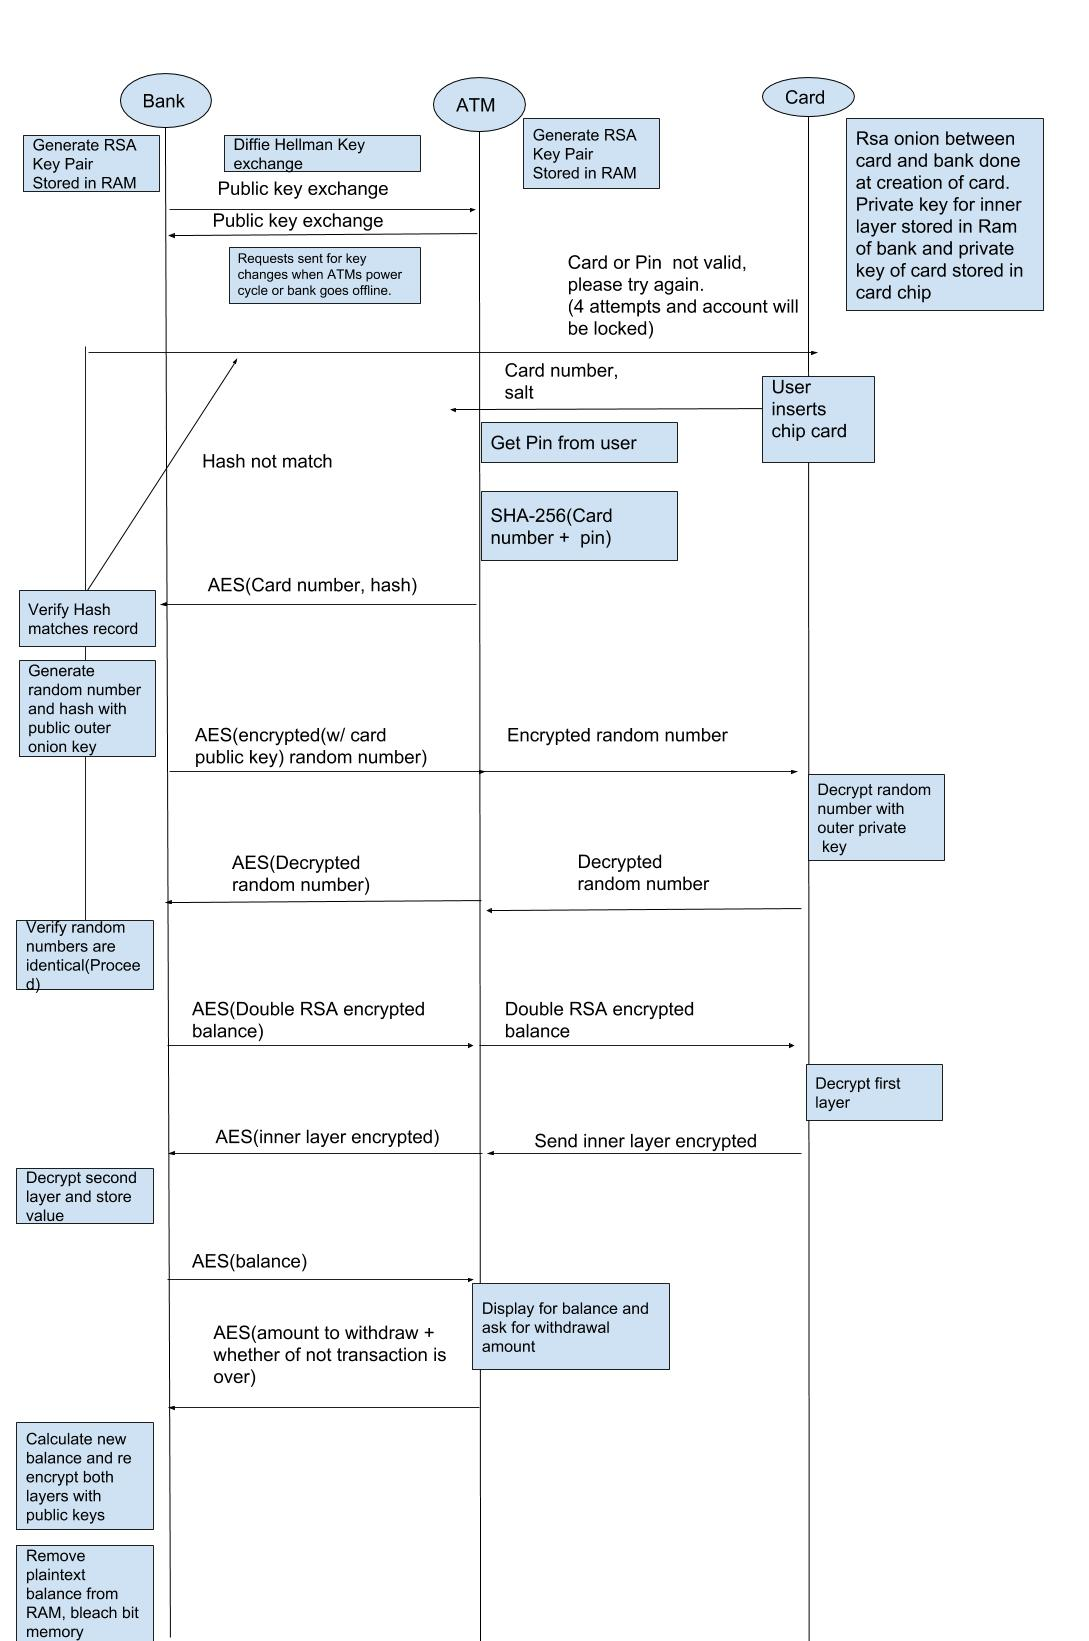 Bank
ATM
Card
Generate RSA
Key Pair
Stored in RAM
Diffie Hellman Key
exchange
Generate RSA
Key Pair
Stored in RAM
Rsa onion between
card and bank done
at creation of card.
Private key for inner
layer stored in Ram
of bank and private
key of card stored in
card chip
Public key exchange
Public key exchange
Requests sent for key
changes when ATMs power
cycle or bank goes offline.
Card or Pin  not valid,
please try again.
(4 attempts and account will
be locked)
Card number,
salt
User
inserts
chip card
Get Pin from user
Hash not match
SHA-256(Card
number +  pin)
AES(Card number, hash)
Verify Hash
matches record
Generate
random number
and hash with
public outer
onion key
AES(encrypted(w/ card
public key) random number)
Encrypted random number
Decrypt random
number with
outer private
key
AES(Decrypted
random number)
Decrypted
random number
Verify random
numbers are
identical(Procee
d)
AES(Double RSA encrypted
balance)
Double RSA encrypted
balance
Decrypt first
layer
AES(inner layer encrypted)
Send inner layer encrypted
Decrypt second
layer and store
value
AES(balance)
Display for balance and
ask for withdrawal
amount
AES(amount to withdraw +
whether of not transaction is
over)
Calculate new
balance and re
encrypt both
layers with
public keys
Remove
plaintext
balance from
RAM, bleach bit
memory